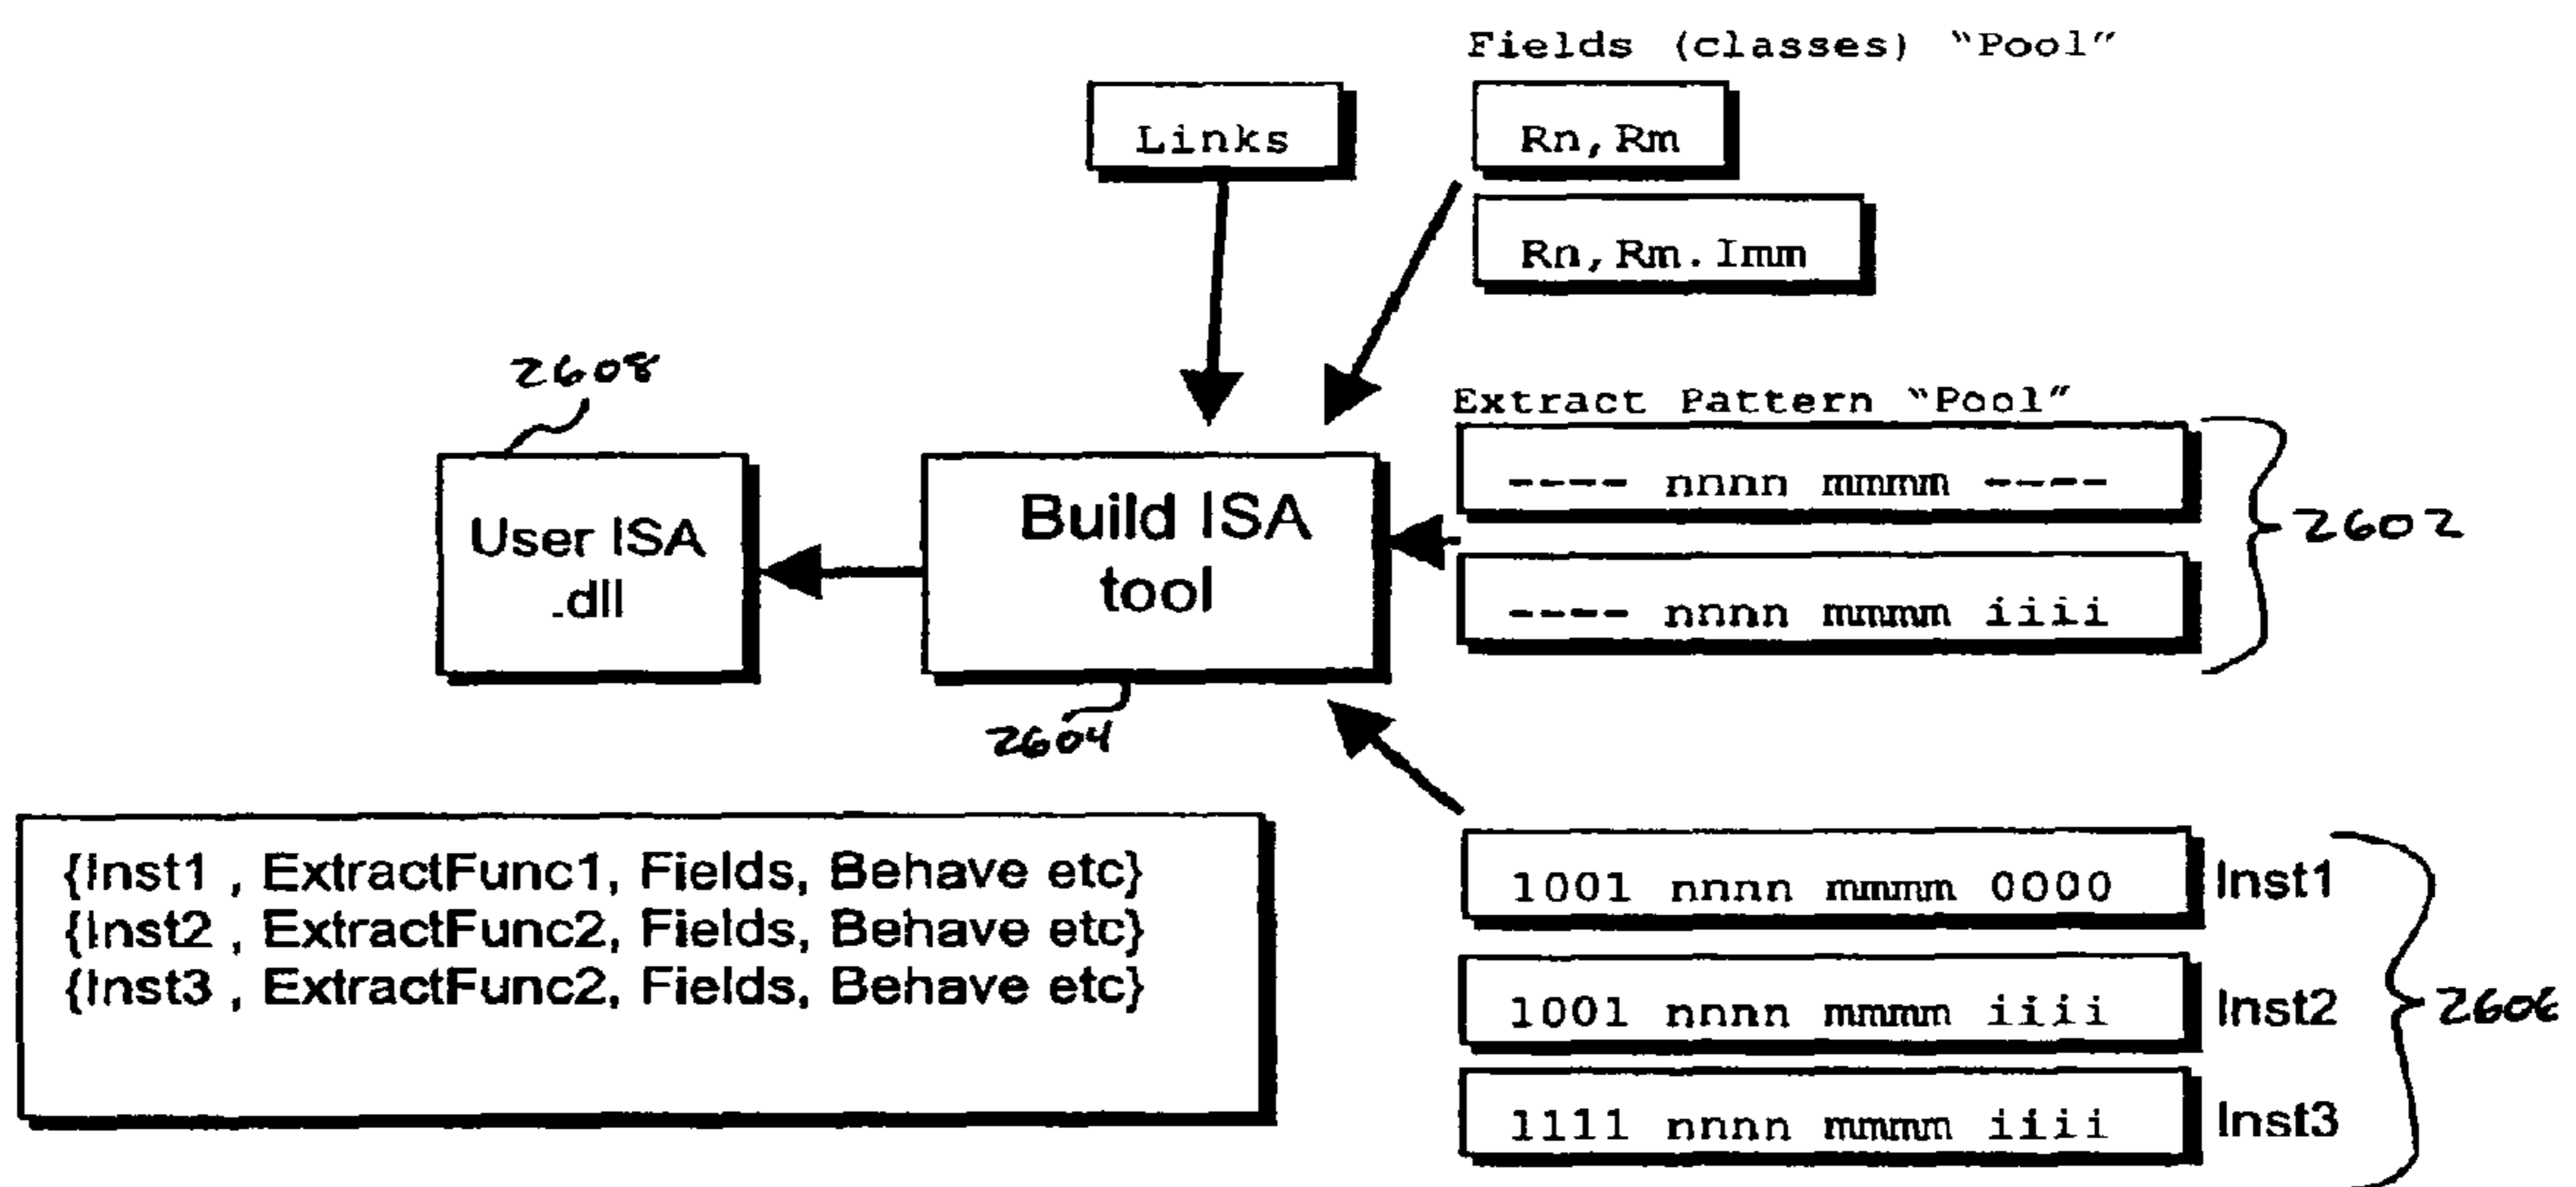 Fields (classes) “Pool”
Links
Rn,Rm
Rn,Rm.Imm
2608
Extract Pattern “Pool”
---- nnnn mmmm ----
2602
---- nnnn mmmm iiii
User ISA
.dll
Build ISA
tool
2604
{Inst1 , ExtractFunc1, Fields, Behave etc}
{Inst2 , ExtractFunc2, Fields, Behave etc}
{Inst3 , ExtractFunc2, Fields, Behave etc}
1001 nnnn mmmm 0000 Inst1
1001 nnnn mmmm iiii Inst2
2606
1111 nnnn mmmm iiii Inst3